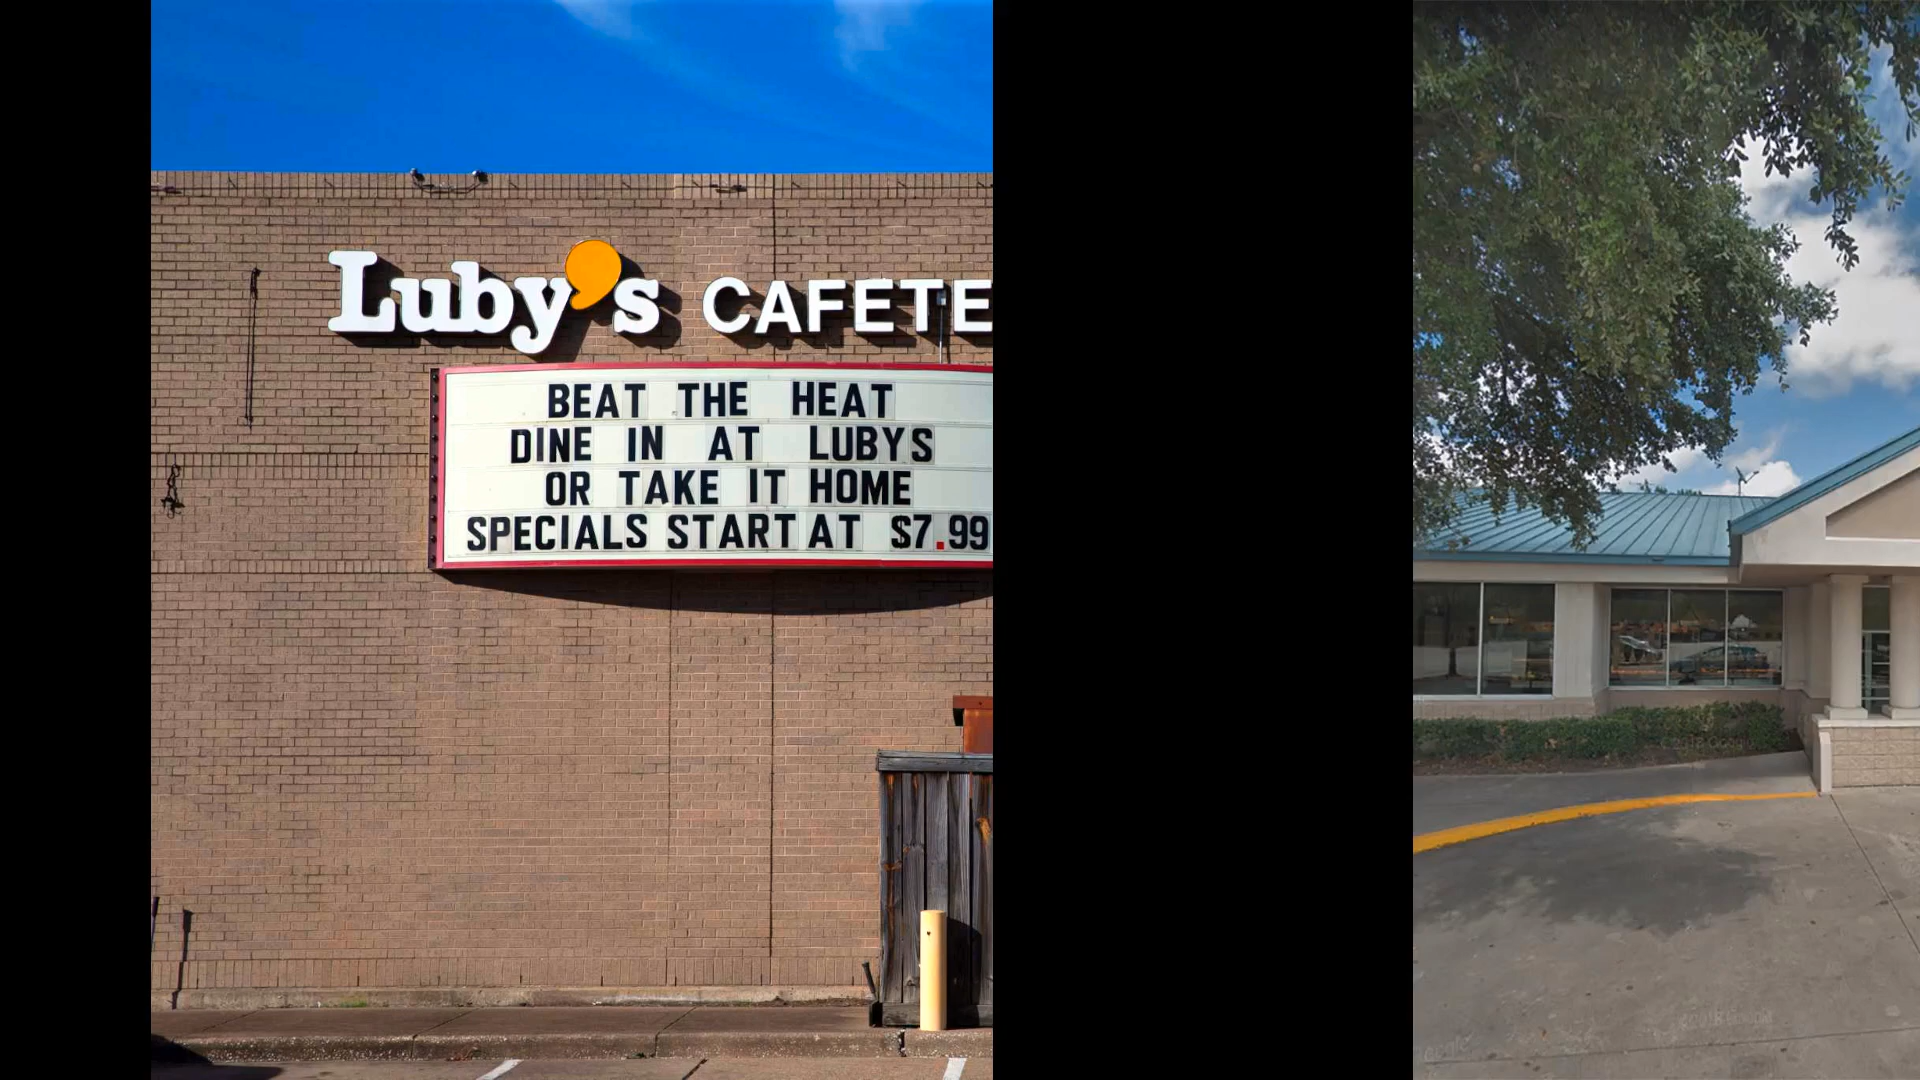 Luby's CAFETE
BEAT THE HEAT
DINE IN AT LUBYS
OR TAKE IT HOME
SPECIALS START AT $7.99